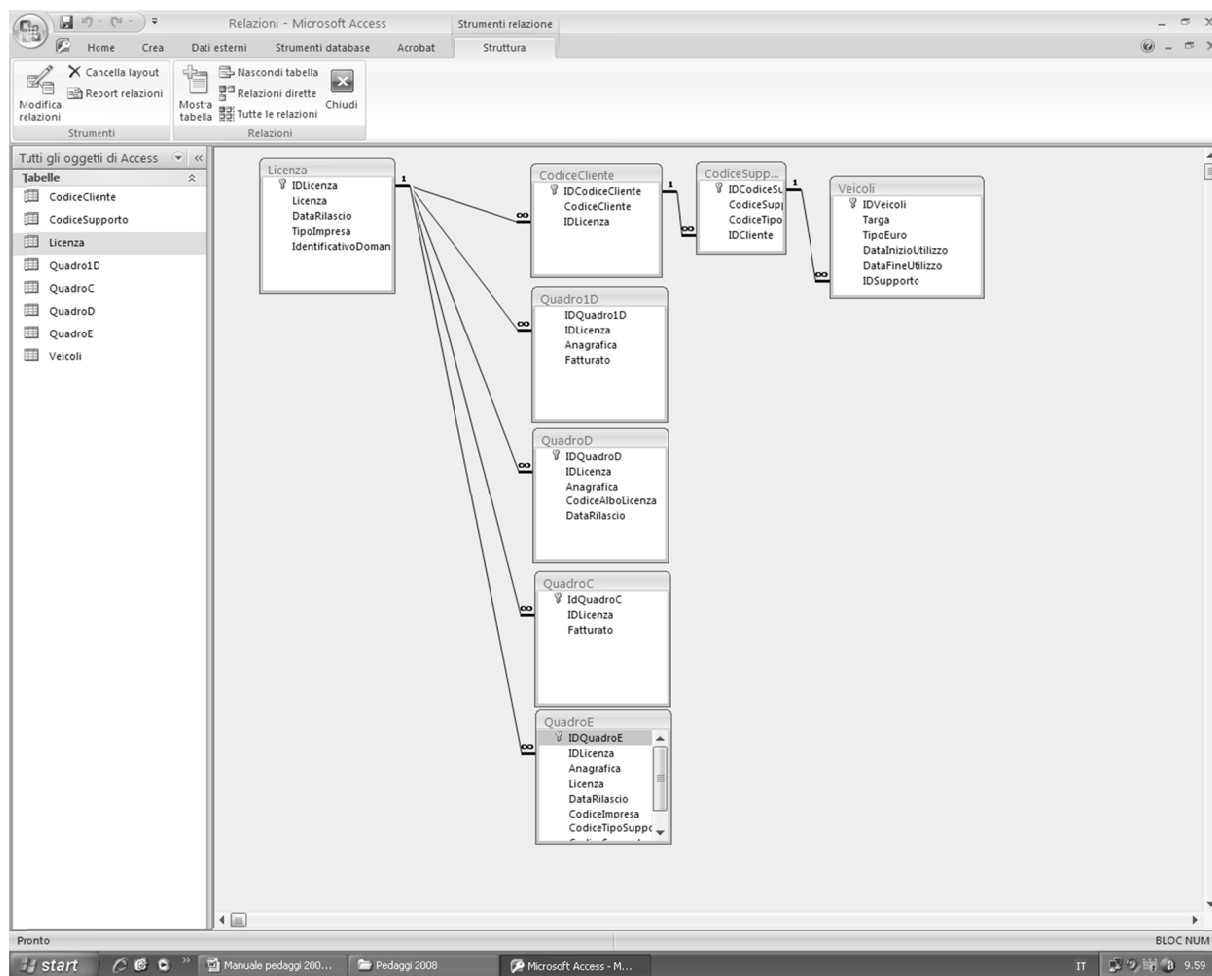 Relazioni - Microsoft Access
Strumenti relazione
Home Crea Dati esterni Strumenti database Acrobat Struttura
Modifica relazioni
Cancella layout
Report relazioni
Strumenti
Mostra tabella
Nascondi tabella
Relazioni dirette
Tutte le relazioni
Chiudi
Relazioni
Tutti gli oggetti di Access
Tabelle
CodiceCliente
CodiceSupporto
Licenza
Quadro1D
QuadroC
QuadroD
QuadroE
Veicoli
Licenza
IDLicenza
Licenza
DataRilascio
TipoImpresa
IdentificativoDoman
1
∞
CodiceCliente
IDCodiceCliente
CodiceCliente
IDLicenza
1
∞
CodiceSupp...
IDCodiceSu
CodiceSupp
CodiceTipo
IDCliente
1
∞
Veicoli
IDVeicoli
Targa
TipoEuro
DataInizioUtilizzo
DataFineUtilizzo
IDSupporto
∞
Quadro1D
IDQuadro1D
IDLicenza
Anagrafica
Fatturato
∞
QuadroD
IDQuadroD
IDLicenza
Anagrafica
CodiceAlboLicenza
DataRilascio
∞
QuadroC
IdQuadroC
IDLicenza
Fatturato
∞
QuadroE
IDQuadroE
IDLicenza
Anagrafica
Licenza
DataRilascio
CodiceImpresa
CodiceTipoSuppc
Pronto
BLOC NUM
start
Manuale pedaggi 200...
Pedaggi 2008
Microsoft Access - M...
IT
9.59